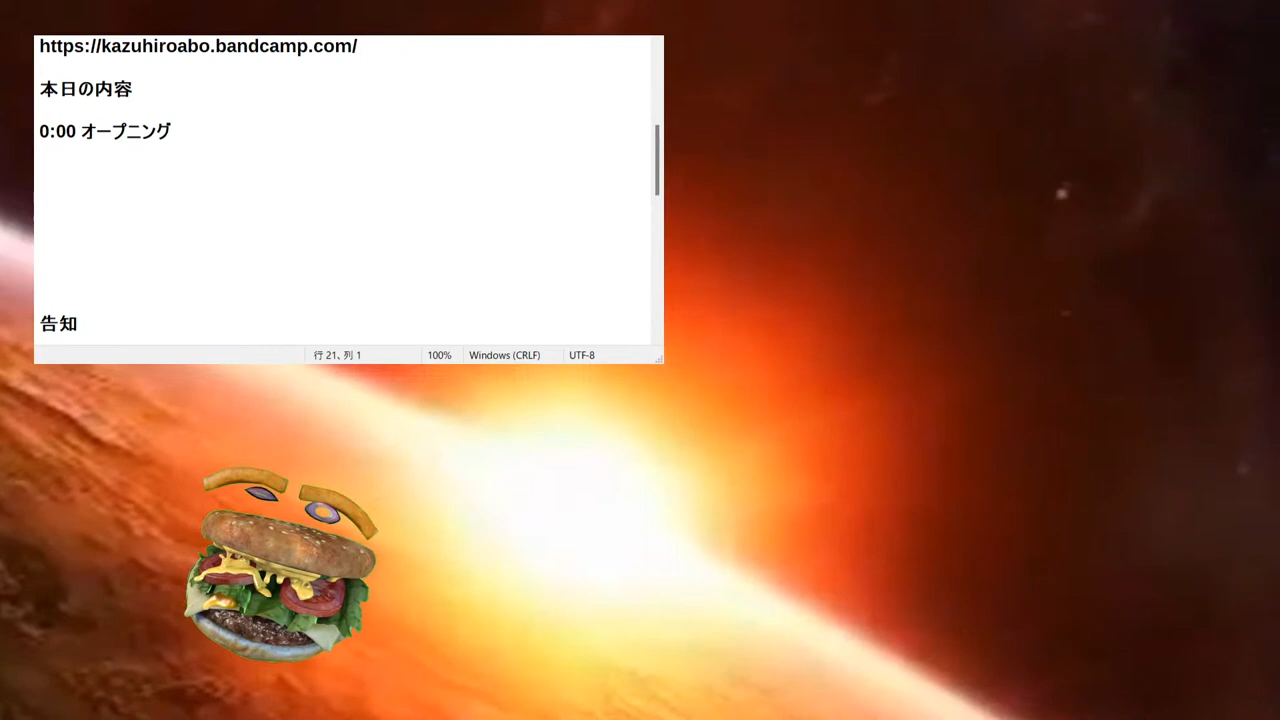 https://kazuhiroabo.bandcamp.com/
本日の内容
0:00 オープニング
告知
行 21、列 1
100%
Windows (CRLF)
UTF-8